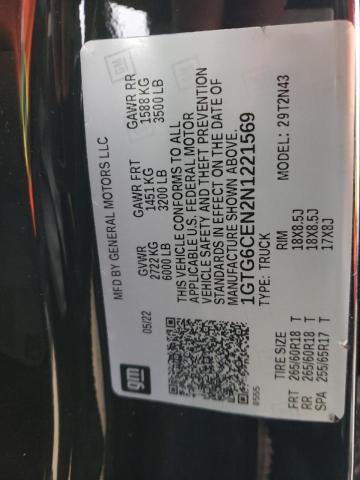 MFD BY GENERAL MOTORS LLC
05/22
GVWR
2722 KG
6000 LB
GAWR FRT
1451 KG
3200 LB
GAWR RR
1588 KG
3500 LB
THIS VEHICLE CONFORMS TO ALL
APPLICABLE U.S. FEDERAL MOTOR
VEHICLE SAFETY AND THEFT PREVENTION
STANDARDS IN EFFECT ON THE DATE OF
MANUFACTURE SHOWN ABOVE.
1GTG6CEN2N1221569
TYPE: TRUCK
MODEL: 29T2N43
TIRE SIZE
RIM
FRT 265/60R18 T
18X8.5J
RR 265/60R18 T
18X8.5J
SPA 255/65R17 T
17X8J
gm
GM